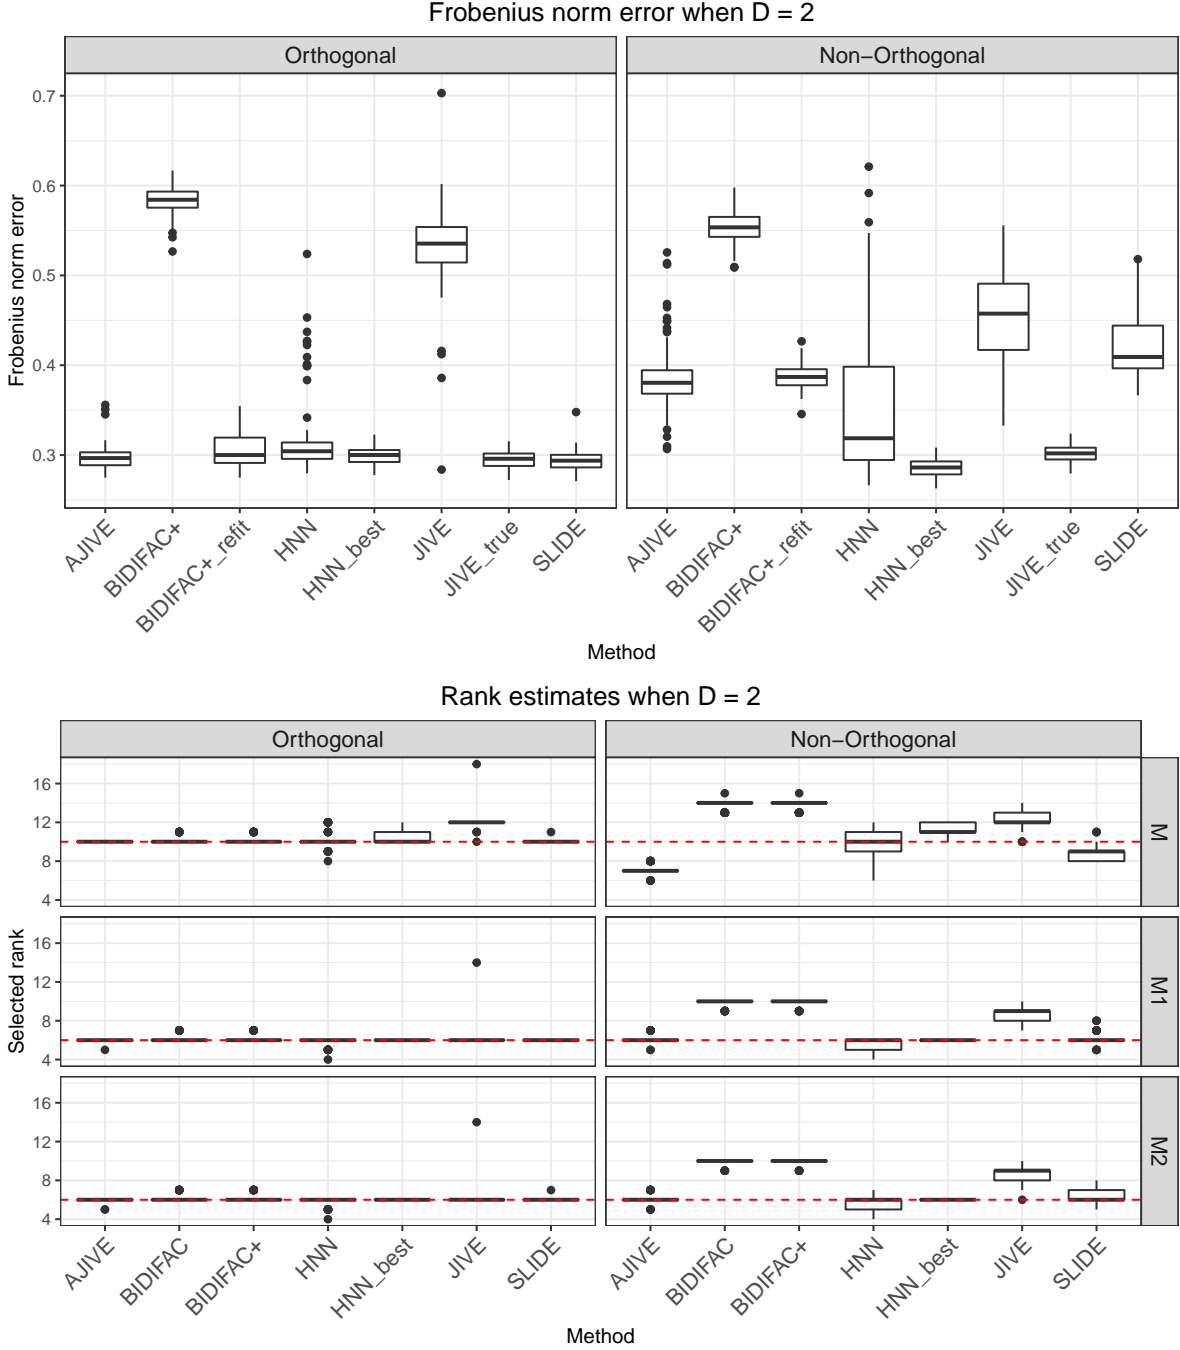 Frobenius norm error when D = 2
Orthogonal
Non−Orthogonal
0.7
0.6
0.5
0.4
0.3
Frobenius norm error
AJIVE
BIDIFAC+
BIDIFAC+_refit
HNN
HNN_best
JIVE
JIVE_true
SLIDE
AJIVE
BIDIFAC+
BIDIFAC+_refit
HNN
HNN_best
JIVE
JIVE_true
SLIDE
Method
Rank estimates when D = 2
Orthogonal
Non−Orthogonal
16
12
8
4
M
16
12
8
4
M1
16
12
8
4
M2
Selected rank
AJIVE
BIDIFAC
BIDIFAC+
HNN
HNN_best
JIVE
SLIDE
AJIVE
BIDIFAC
BIDIFAC+
HNN
HNN_best
JIVE
SLIDE
Method